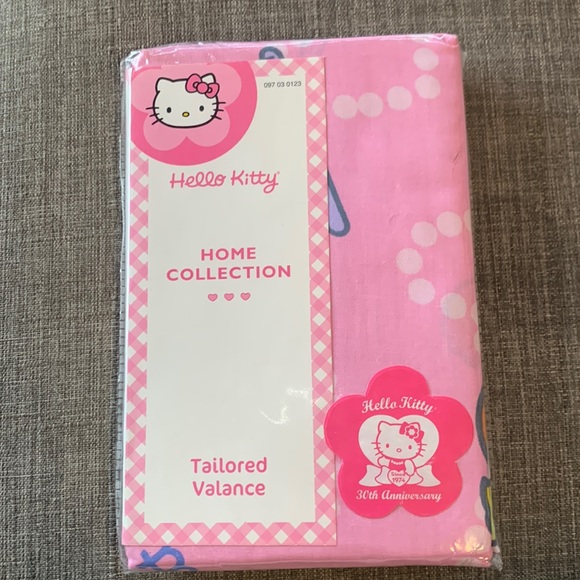 097 03 0123
Hello Kitty
HOME
COLLECTION
Tailored
Valance
Hello Kitty
Since
1974
30th Anniversary